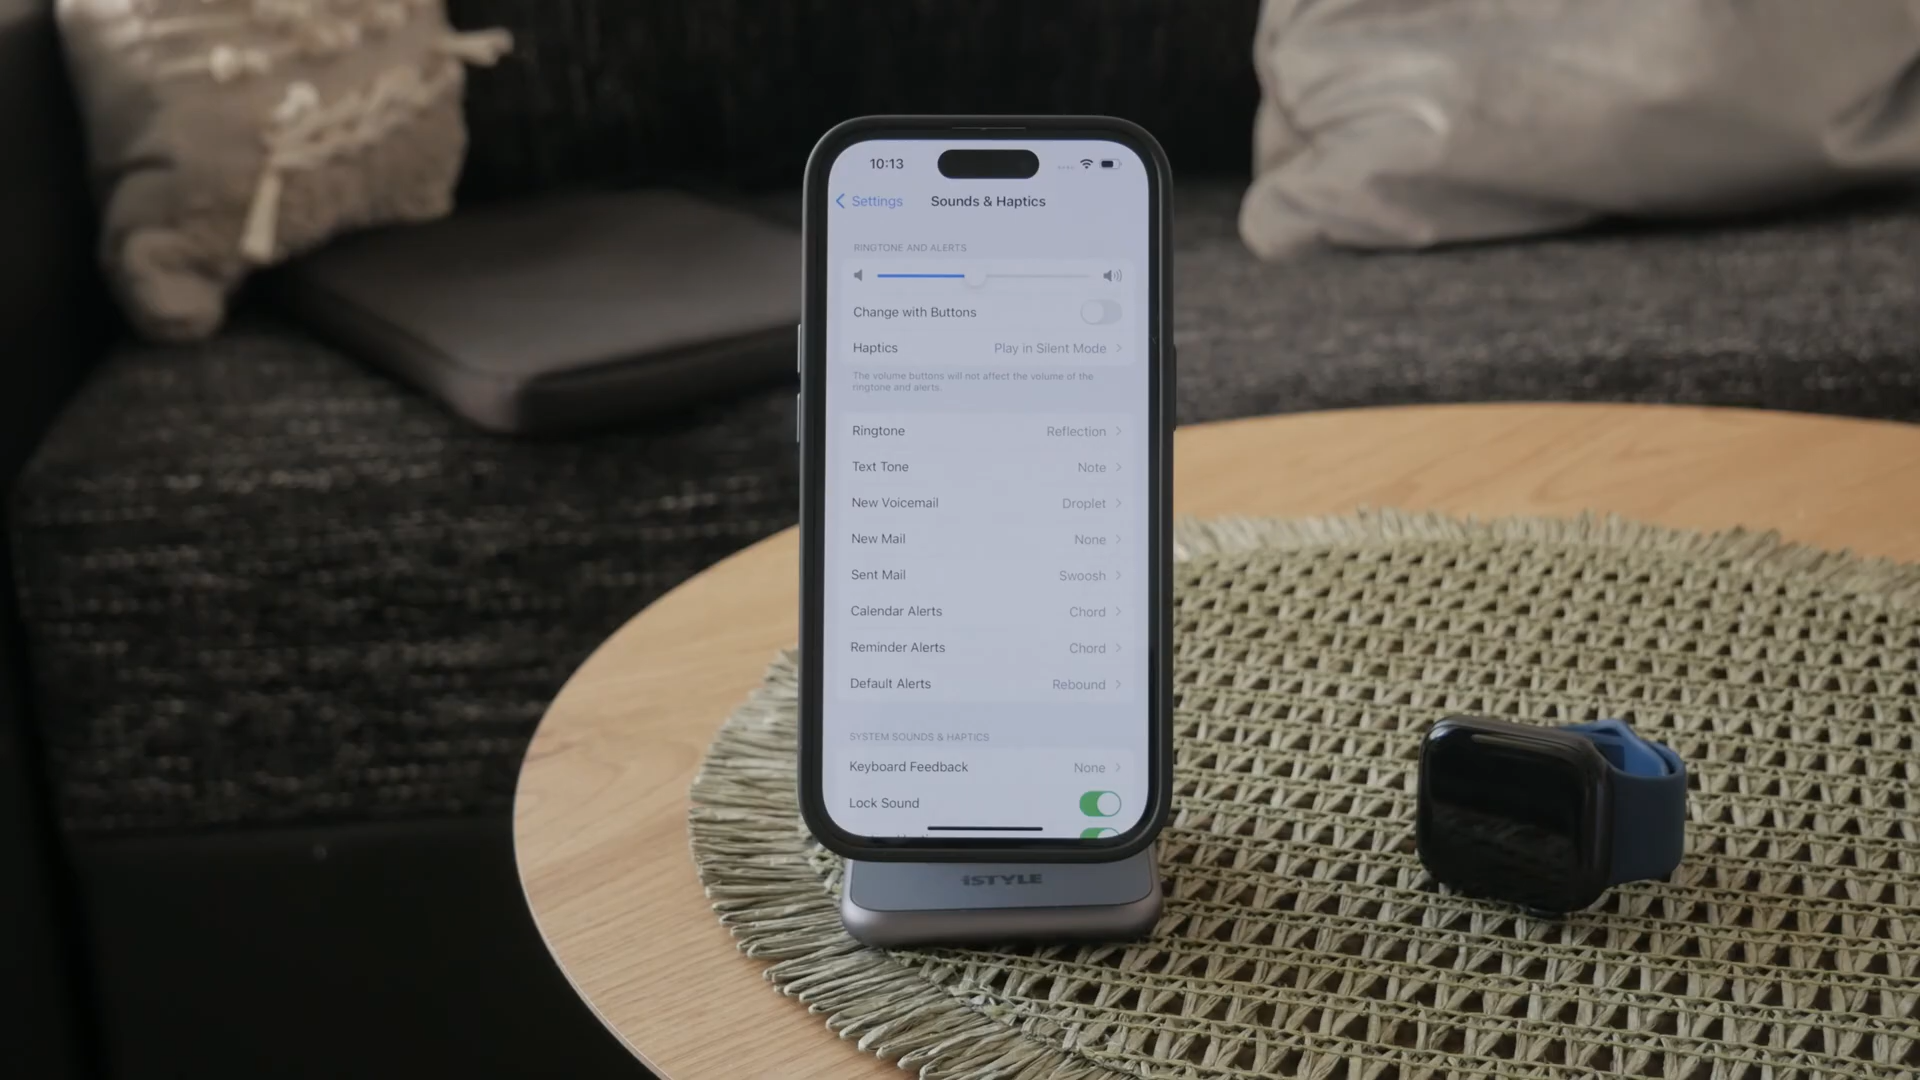 10:13
Settings Sounds & Haptics
RINGTONE AND ALERTS
Change with Buttons
Haptics Play in Silent Mode
The volume buttons will not affect the volume of the
ringtone and alerts.
Ringtone Reflection
Text Tone Note
New Voicemail Droplet
New Mail None
Sent Mail Swoosh
Calendar Alerts Chord
Reminder Alerts Chord
Default Alerts Rebound
SYSTEM SOUNDS & HAPTICS
Keyboard Feedback None
Lock Sound
iSTYLE